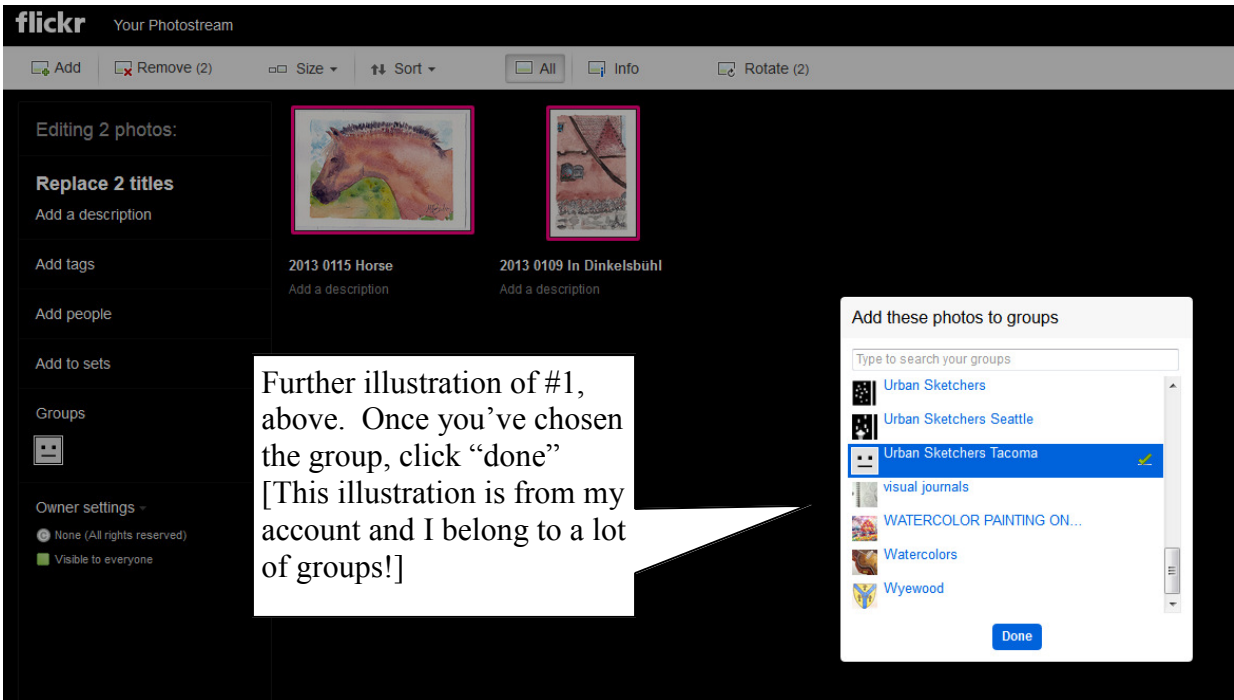 flickr Your Photostream
Add Remove (2) Size Sort All Info Rotate (2)
Editing 2 photos:
Replace 2 titles
Add a description
Add tags
Add people
Add to sets
Groups
Owner settings
None (All rights reserved)
Visible to everyone
2013 0115 Horse
Add a description
2013 0109 In Dinkelsbühl
Add a description
Further illustration of #1,
above.  Once you’ve chosen
the group, click “done”
[This illustration is from my
account and I belong to a lot
of groups!]
Add these photos to groups
Type to search your groups
Urban Sketchers
Urban Sketchers Seattle
Urban Sketchers Tacoma
visual journals
WATERCOLOR PAINTING ON...
Watercolors
Wyewood
Done